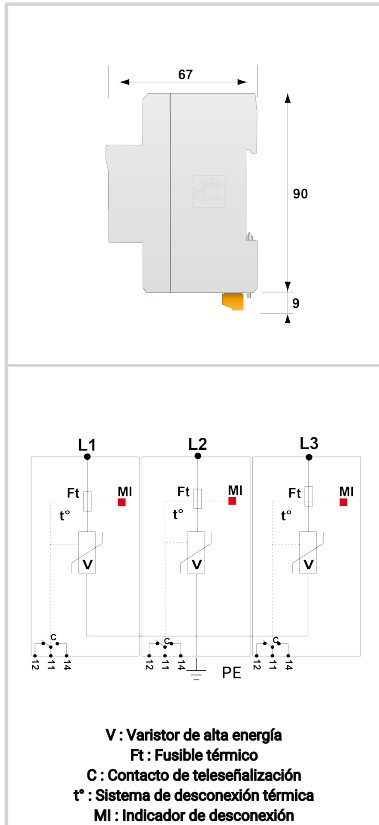 67
90
9
L1 L2 L3
Ft MI Ft MI Ft MI
t° t° t°
V V V
C C C
12 11 14 12 11 14 12 11 14
PE
V : Varistor de alta energía
Ft : Fusible térmico
C : Contacto de teleseñalización
t° : Sistema de desconexión térmica
MI : Indicador de desconexión